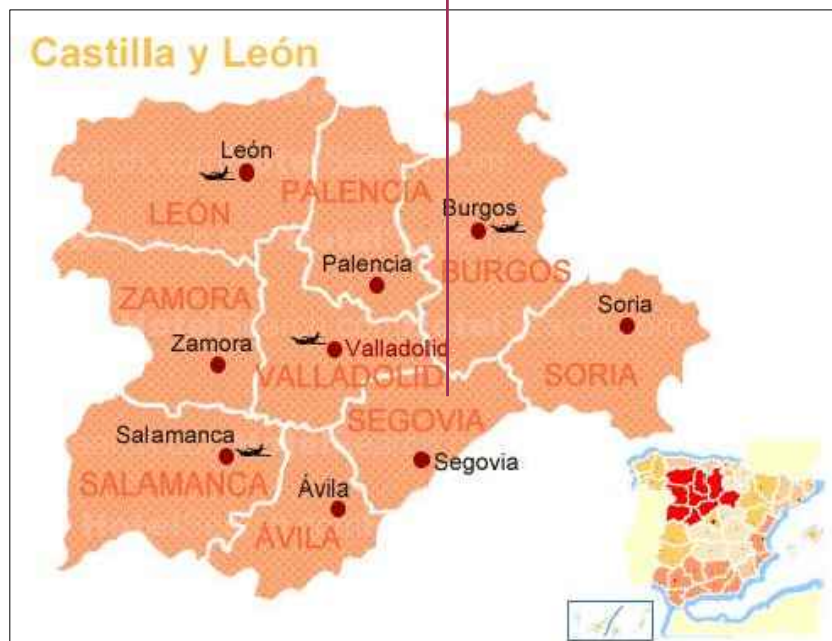 Castilla y León
León
PALENCIA
LEÓN
Burgos
Palencia
BURGOS
ZAMORA
Soria
Zamora
Valladolid
VALLADOLID
SORIA
SEGOVIA
Salamanca
Segovia
SALAMANCA
Ávila
ÁVILA